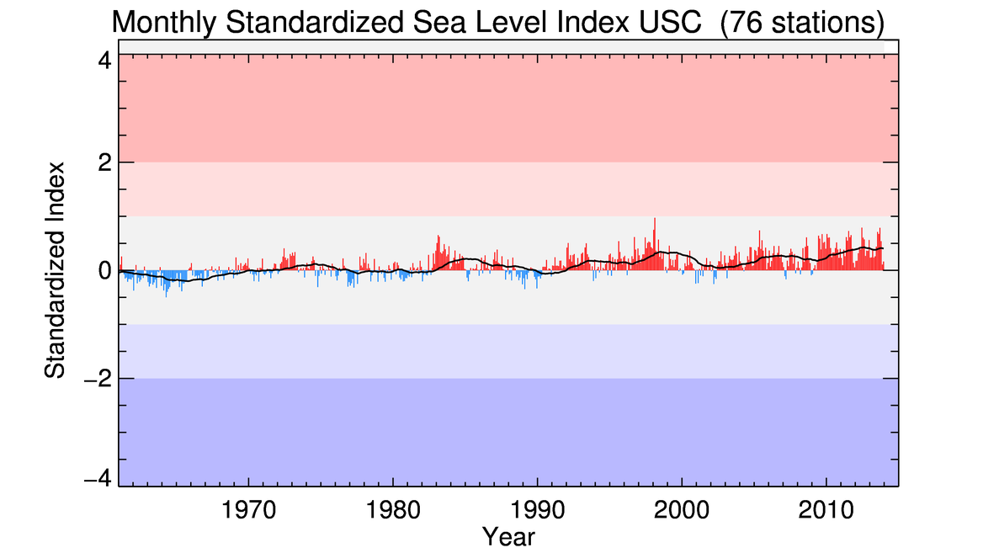 Monthly Standardized Sea Level Index USC (76 stations)
4
2
0
−2
−4
Standardized Index
1970 1980 1990 2000 2010
Year